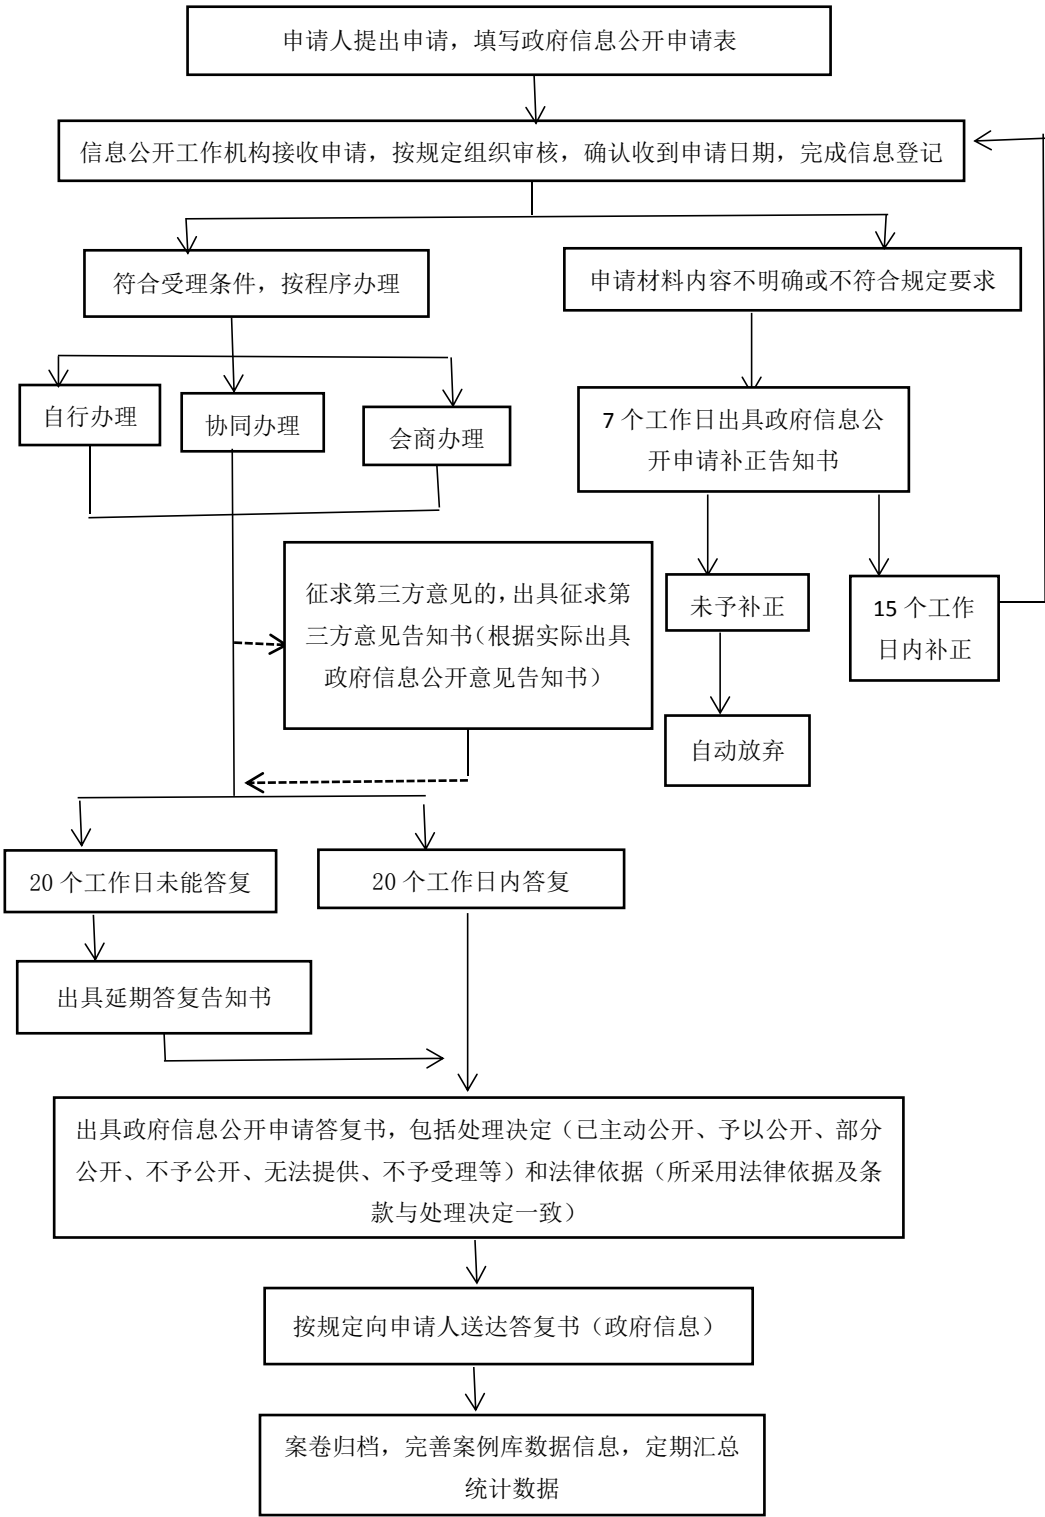 申请人提出申请，填写政府信息公开申请表
信息公开工作机构接收申请，按规定组织审核，确认收到申请日期，完成信息登记
符合受理条件，按程序办理
申请材料内容不明确或不符合规定要求
自行办理
协同办理
会商办理
7 个工作日出具政府信息公
开申请补正告知书
征求第三方意见的，出具征求第
三方意见告知书（根据实际出具
政府信息公开意见告知书）
未予补正
15 个工作
日内补正
自动放弃
20 个工作日未能答复
20 个工作日内答复
出具延期答复告知书
出具政府信息公开申请答复书，包括处理决定（已主动公开、予以公开、部分
公开、不予公开、无法提供、不予受理等）和法律依据（所采用法律依据及条
款与处理决定一致）
按规定向申请人送达答复书（政府信息）
案卷归档，完善案例库数据信息，定期汇总
统计数据